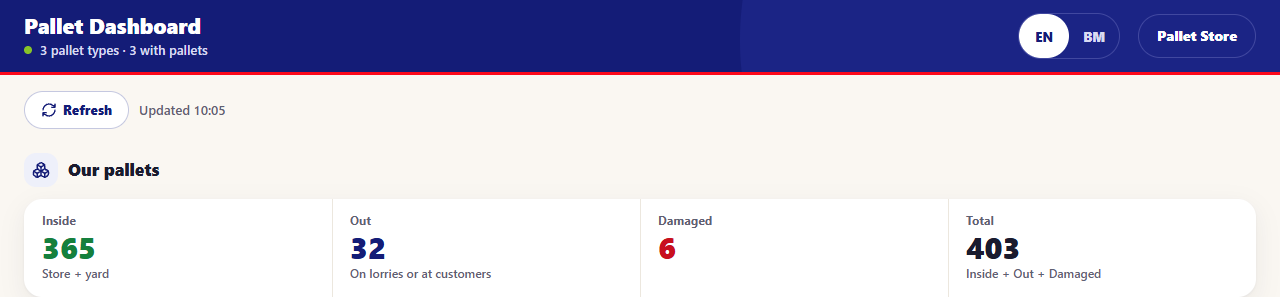 Pallet Dashboard
3 pallet types · 3 with pallets
EN
BM
Pallet Store
Refresh
Updated 10:05
Our pallets
Inside
365
Store + yard
Out
32
On lorries or at customers
Damaged
6
Total
403
Inside + Out + Damaged